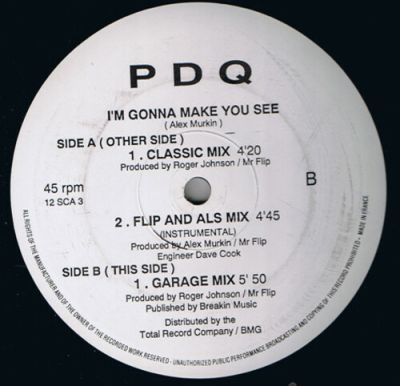 P D Q
I'M GONNA MAKE YOU SEE
( Alex Murkin )
SIDE A ( OTHER SIDE )
1 . CLASSIC MIX 4'20
Produced by Roger Johnson / Mr Flip
45 rpm
12 SCA 3
B
2 . FLIP AND ALS MIX 4'45
(INSTRUMENTAL)
Produced by Alex Murkin / Mr Flip
Engineer Dave Cook
SIDE B ( THIS SIDE )
1 . GARAGE MIX 5' 50
Produced by Roger Johnson / Mr Flip
Published by Breakin Music
Distributed by the
Total Record Company / BMG
ALL RIGHTS OF THE MANUFACTURER AND OF THE OWNER OF THE RECORDED WORK RESERVED - UNAUTHORIZED PUBLIC PERFORMANCE BROADCASTING AND COPYING OF THIS RECORD PROHIBITED - MADE IN FRANCE